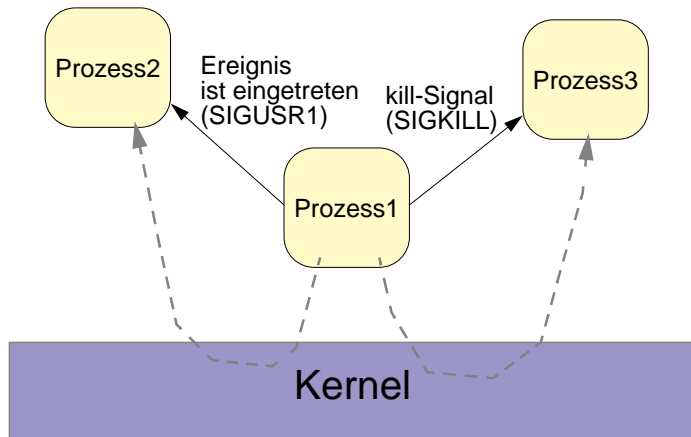 Prozess2
Ereignis
ist eingetreten
(SIGUSR1)
kill-Signal
(SIGKILL)
Prozess3
Prozess1
Kernel